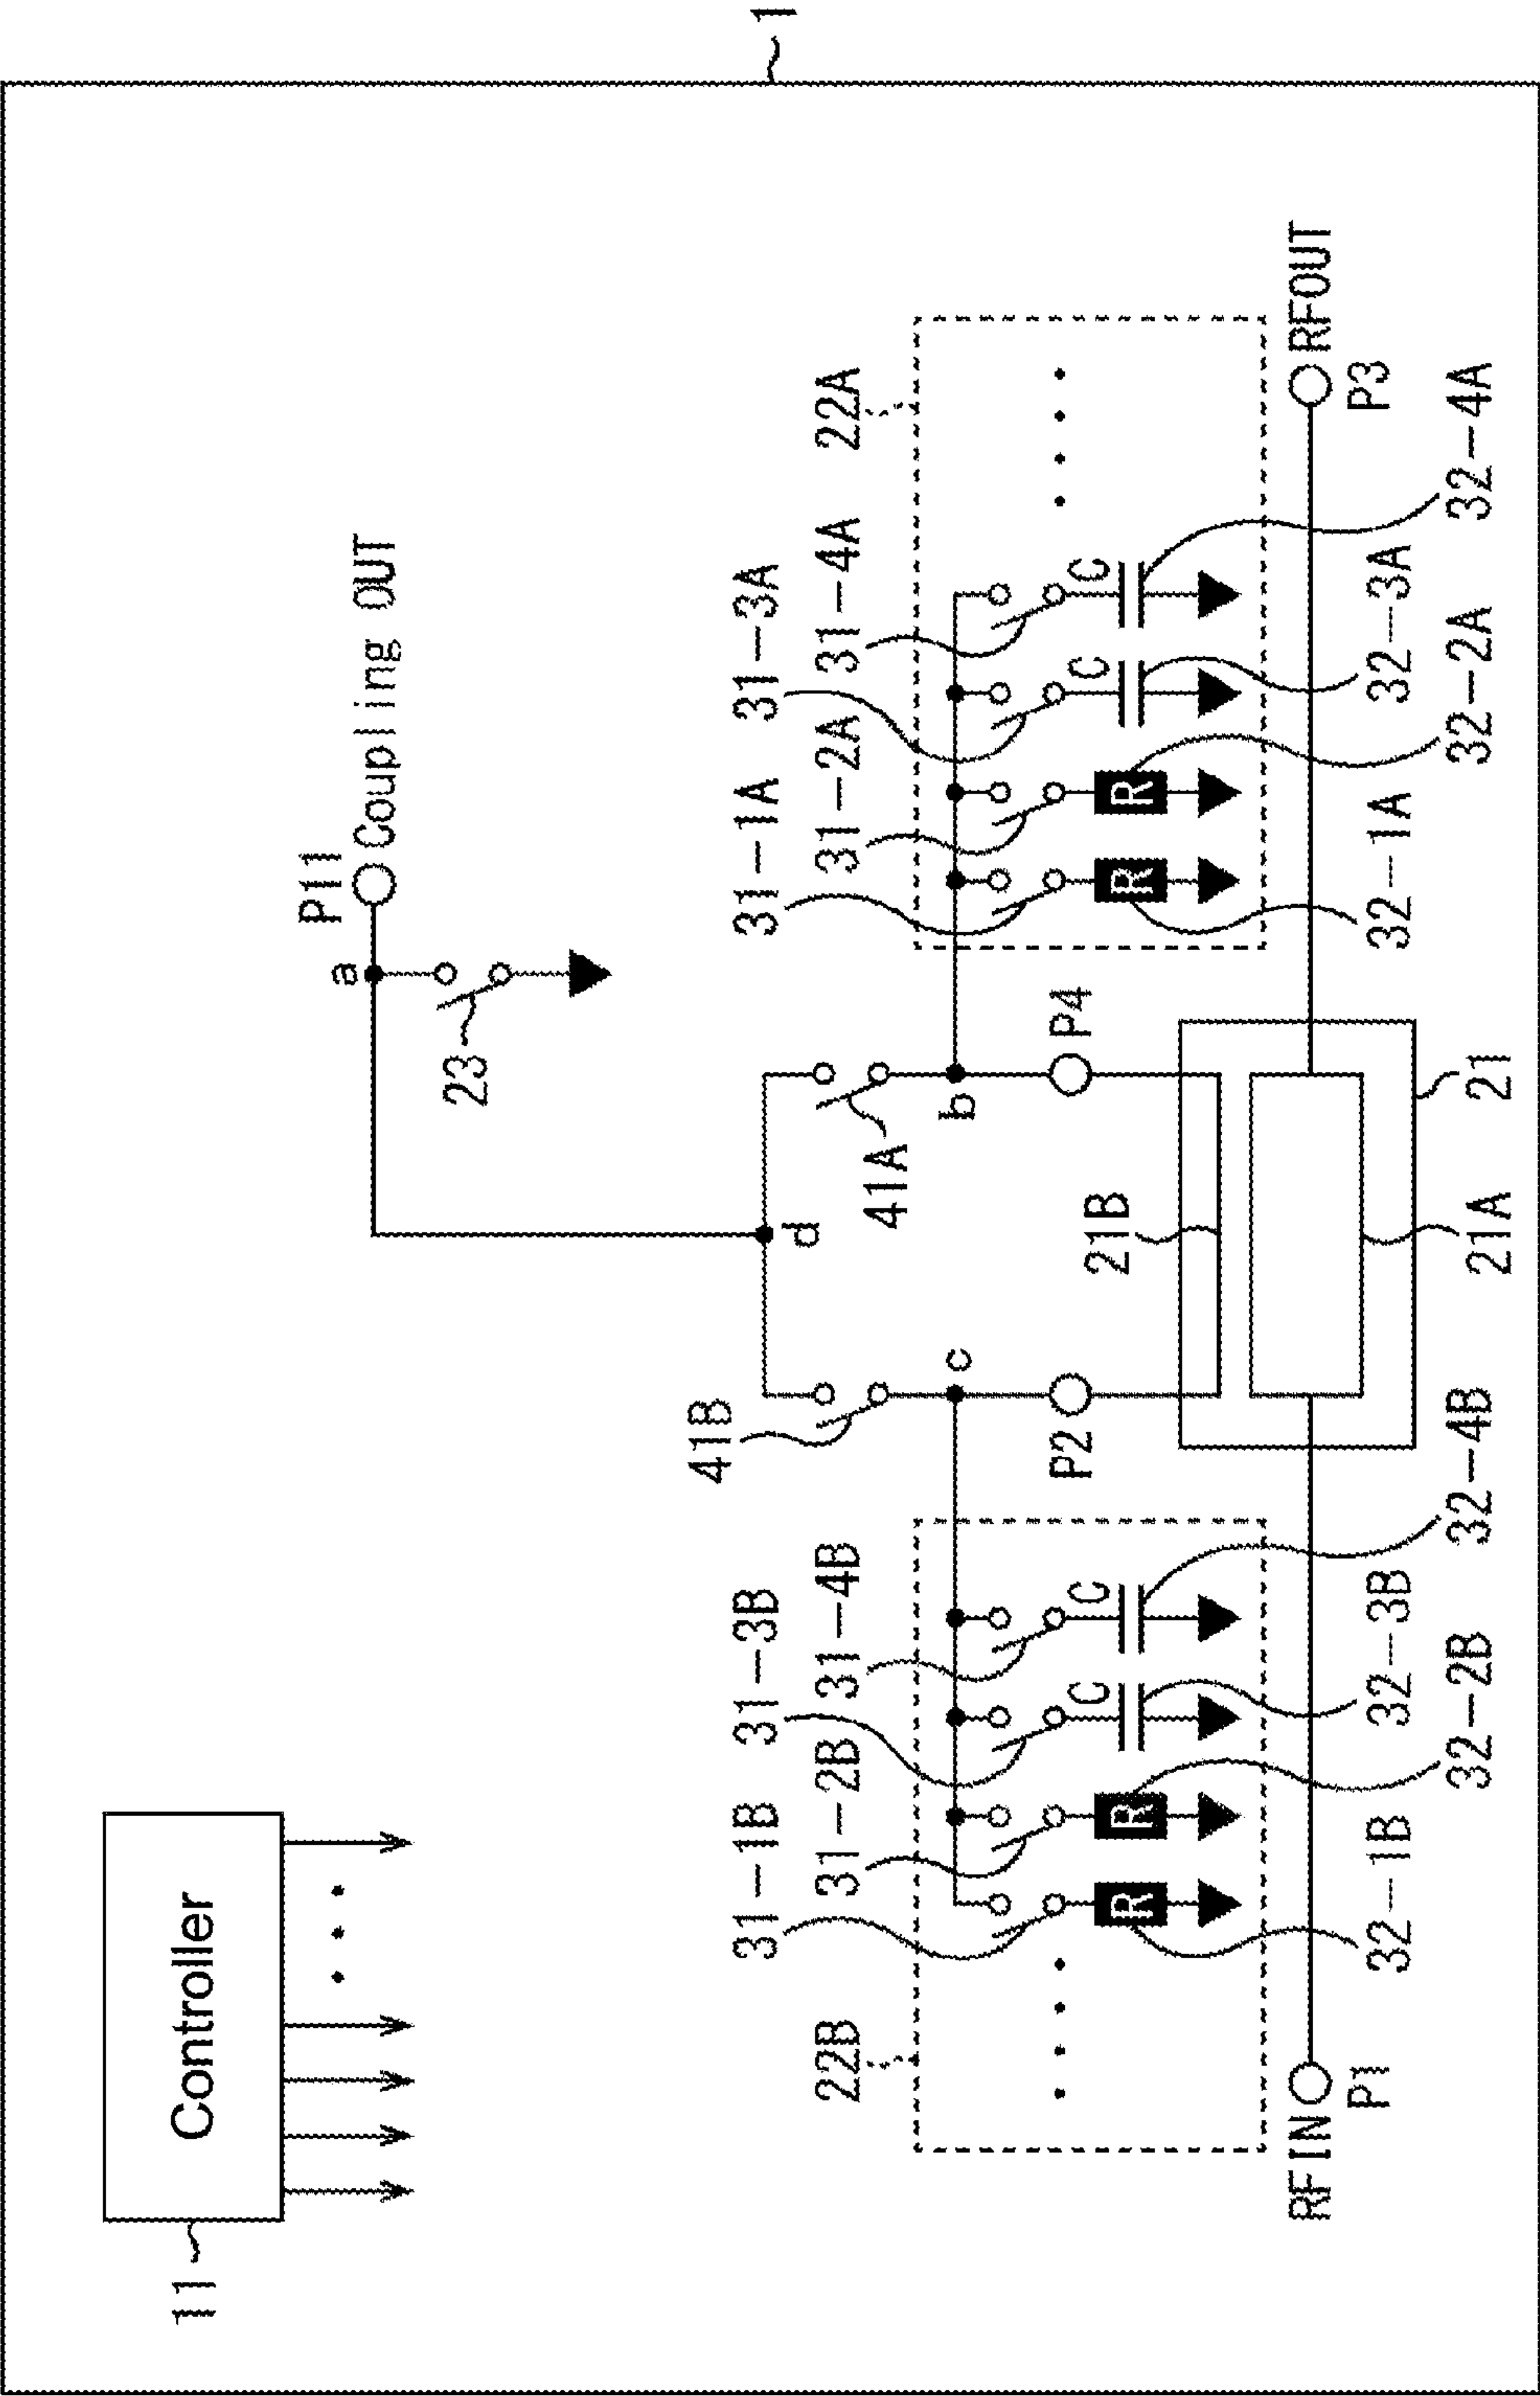 1
11
Controller
P11
Coupling OUT
a
23
d
41B
41A
c
b
P2
P4
22B
31-1B
31-3B
31-2B
31-4B
31-1A
31-3A
31-2A
31-4A
22A
R
R
C
C
R
R
C
C
21B
RFIN
P1
RFOUT
P3
32-1B
32-3B
32-2B
32-4B
21A
21
32-1A
32-3A
32-2A
32-4A